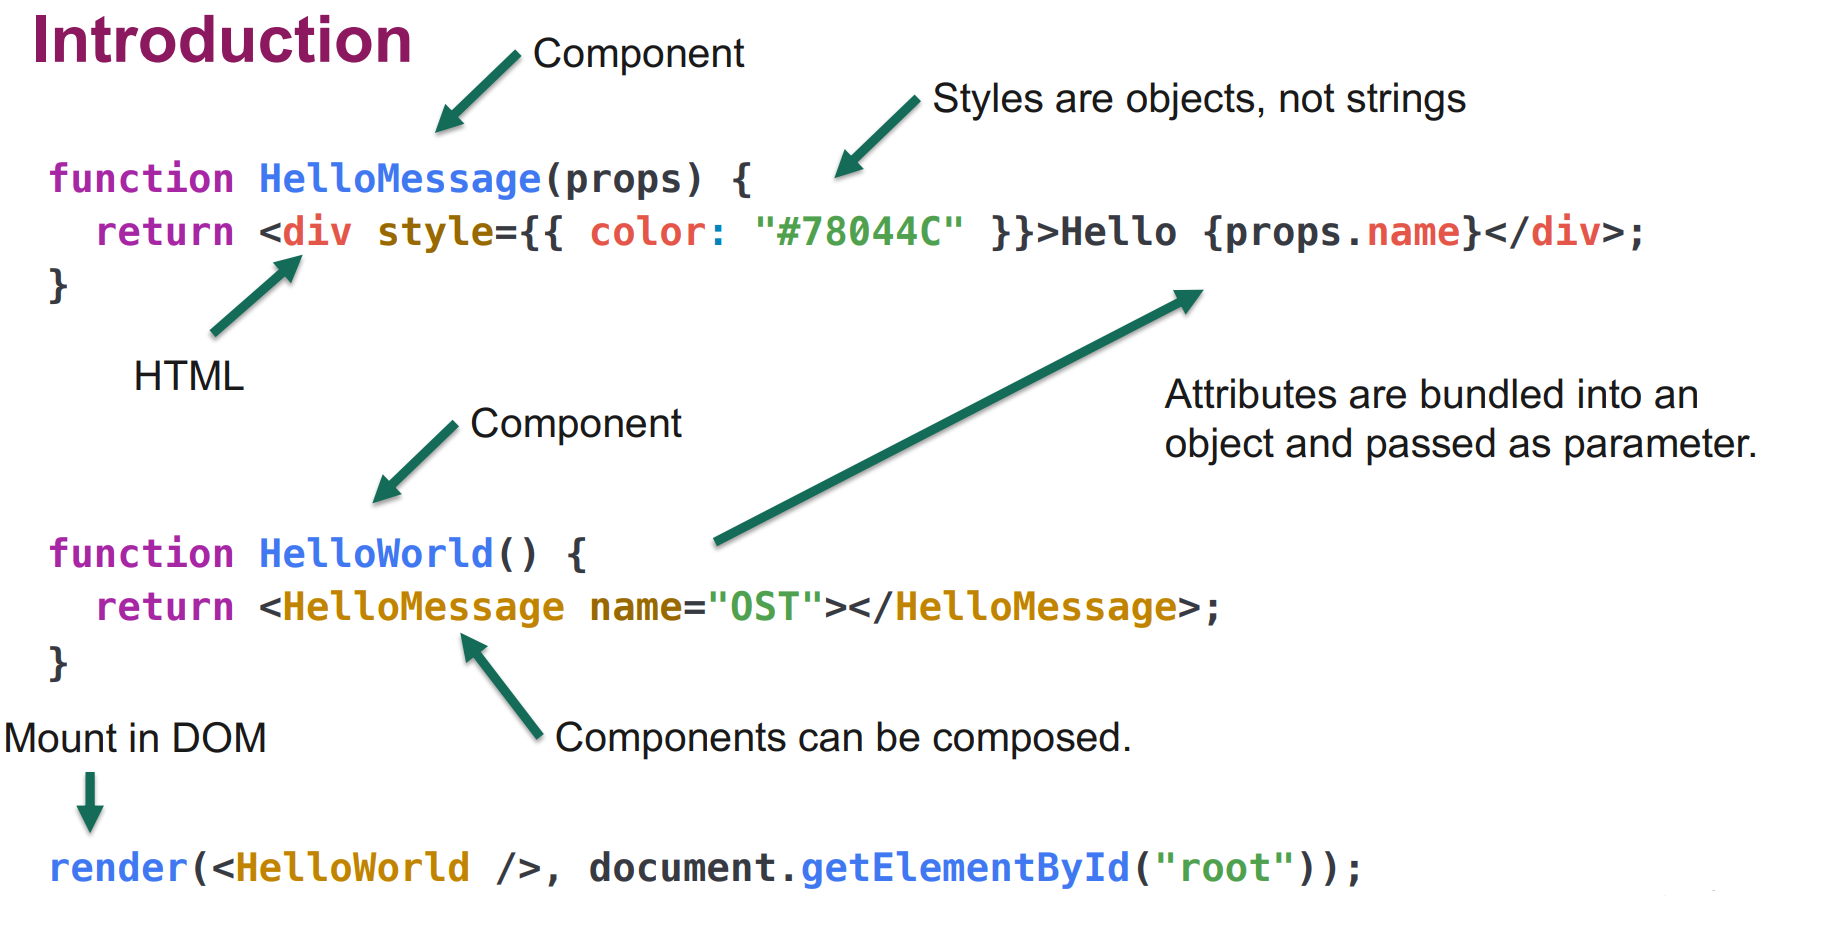 Introduction
Component
Styles are objects, not strings
function HelloMessage(props) {
  return <div style={{ color: "#78044C" }}>Hello {props.name}</div>;
}
HTML
Component
Attributes are bundled into an
object and passed as parameter.
function HelloWorld() {
  return <HelloMessage name="OST"></HelloMessage>;
}
Mount in DOM
Components can be composed.
render(<HelloWorld />, document.getElementById("root"));